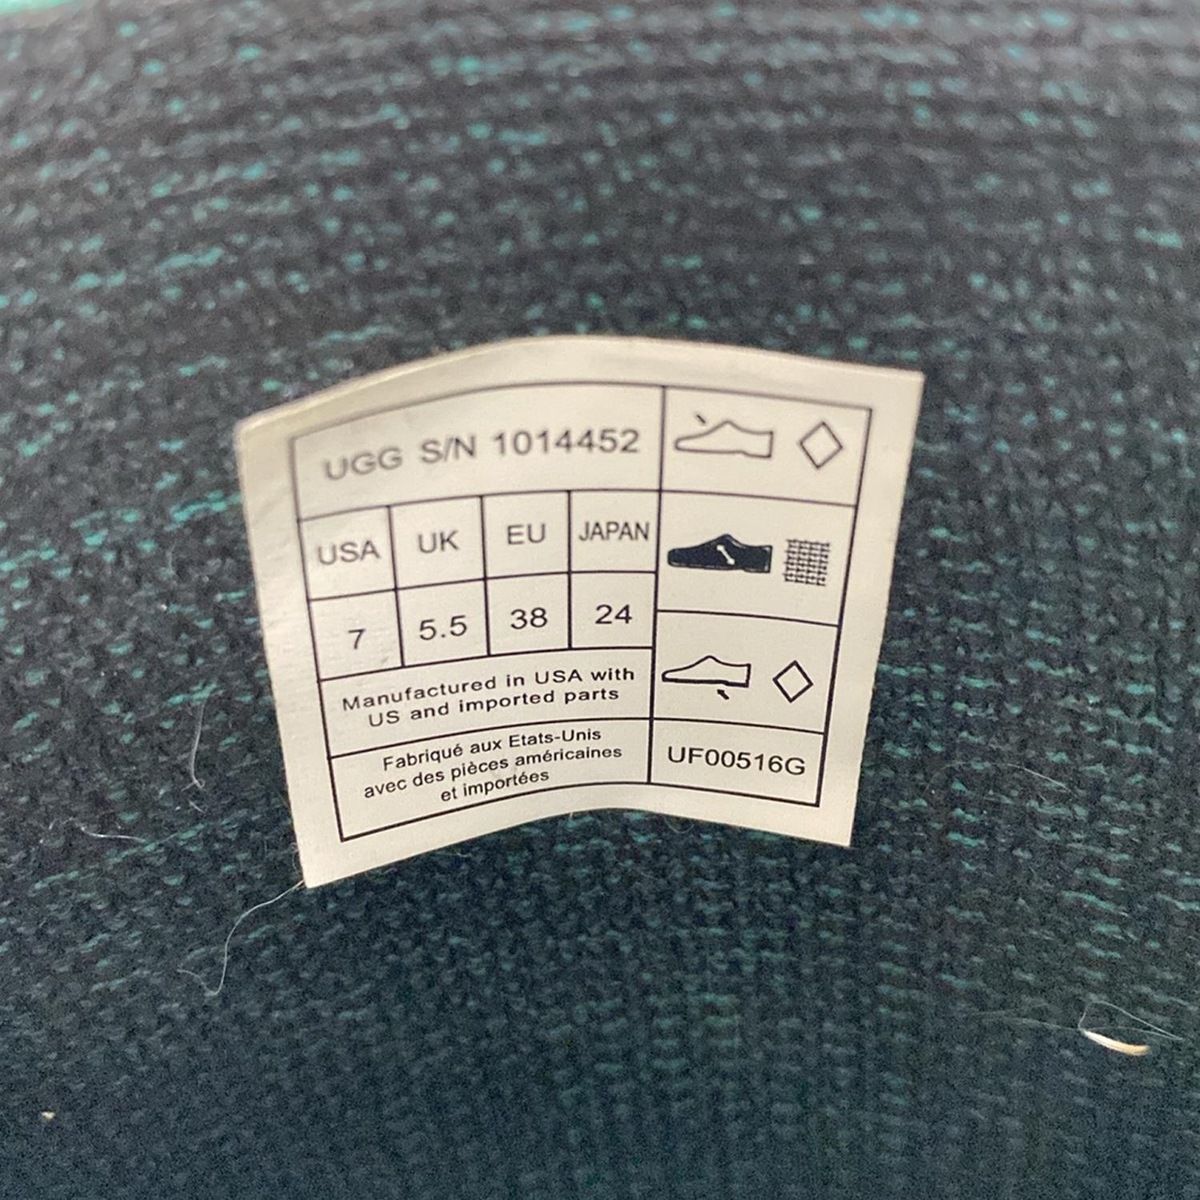 UGG S/N 1014452
USA UK EU JAPAN
7 5.5 38 24
Manufactured in USA with
US and imported parts
Fabriqué aux Etats-Unis
avec des pièces américaines
et importées
UF00516G